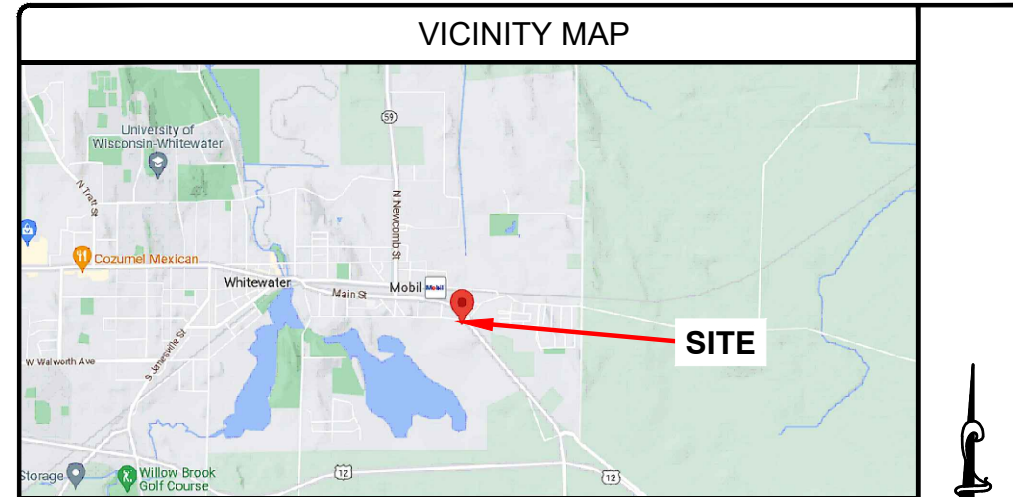 VICINITY MAP
59
University of
Wisconsin-Whitewater
N Tratt St
N Newcomb St
Cozumel Mexican
Whitewater
Main St
Mobil
Mobil
SITE
W Walworth Ave
S Janesville St
Storage
Willow Brook
Golf Course
12
12